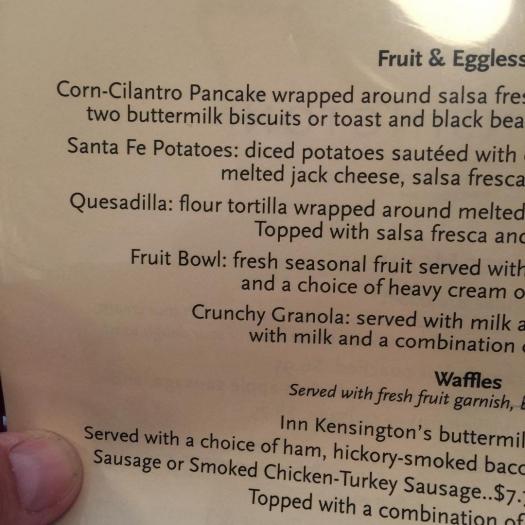 Fruit & Eggless
Corn-Cilantro Pancake wrapped around salsa
two buttermilk biscuits or toast and black
Santa Fe Potatoes: diced potatoes sautéed with
melted jack cheese, salsa fresca
Quesadilla: flour tortilla wrapped around melted
Topped with salsa fresca and
Fruit Bowl: fresh seasonal fruit served with
and a choice of heavy cream
Crunchy Granola: served with milk
with milk and a combination
Waffles
Served with fresh fruit garnish,
Inn Kensington's
Served with a choice of ham, hickory-smoked
Sausage or Smoked Chicken-Turkey Sausage..$7.
Topped with a combination of